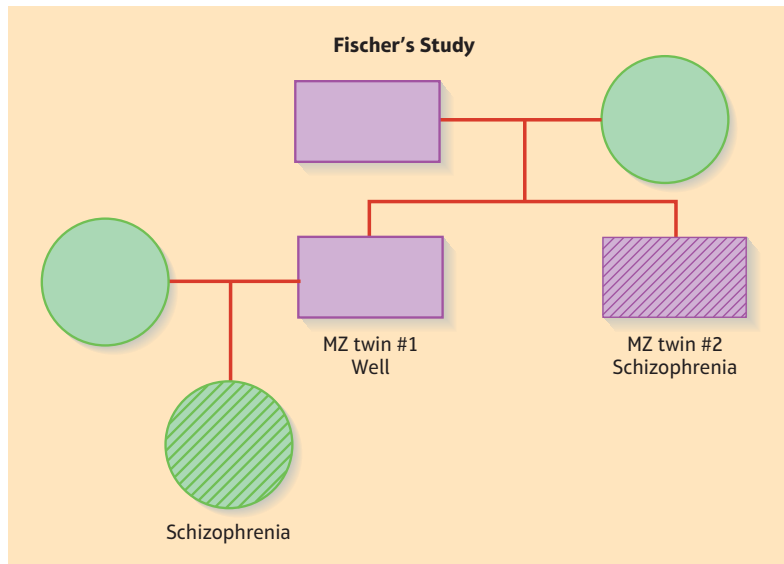 Fischer's Study
MZ twin #1
Well
MZ twin #2
Schizophrenia
Schizophrenia